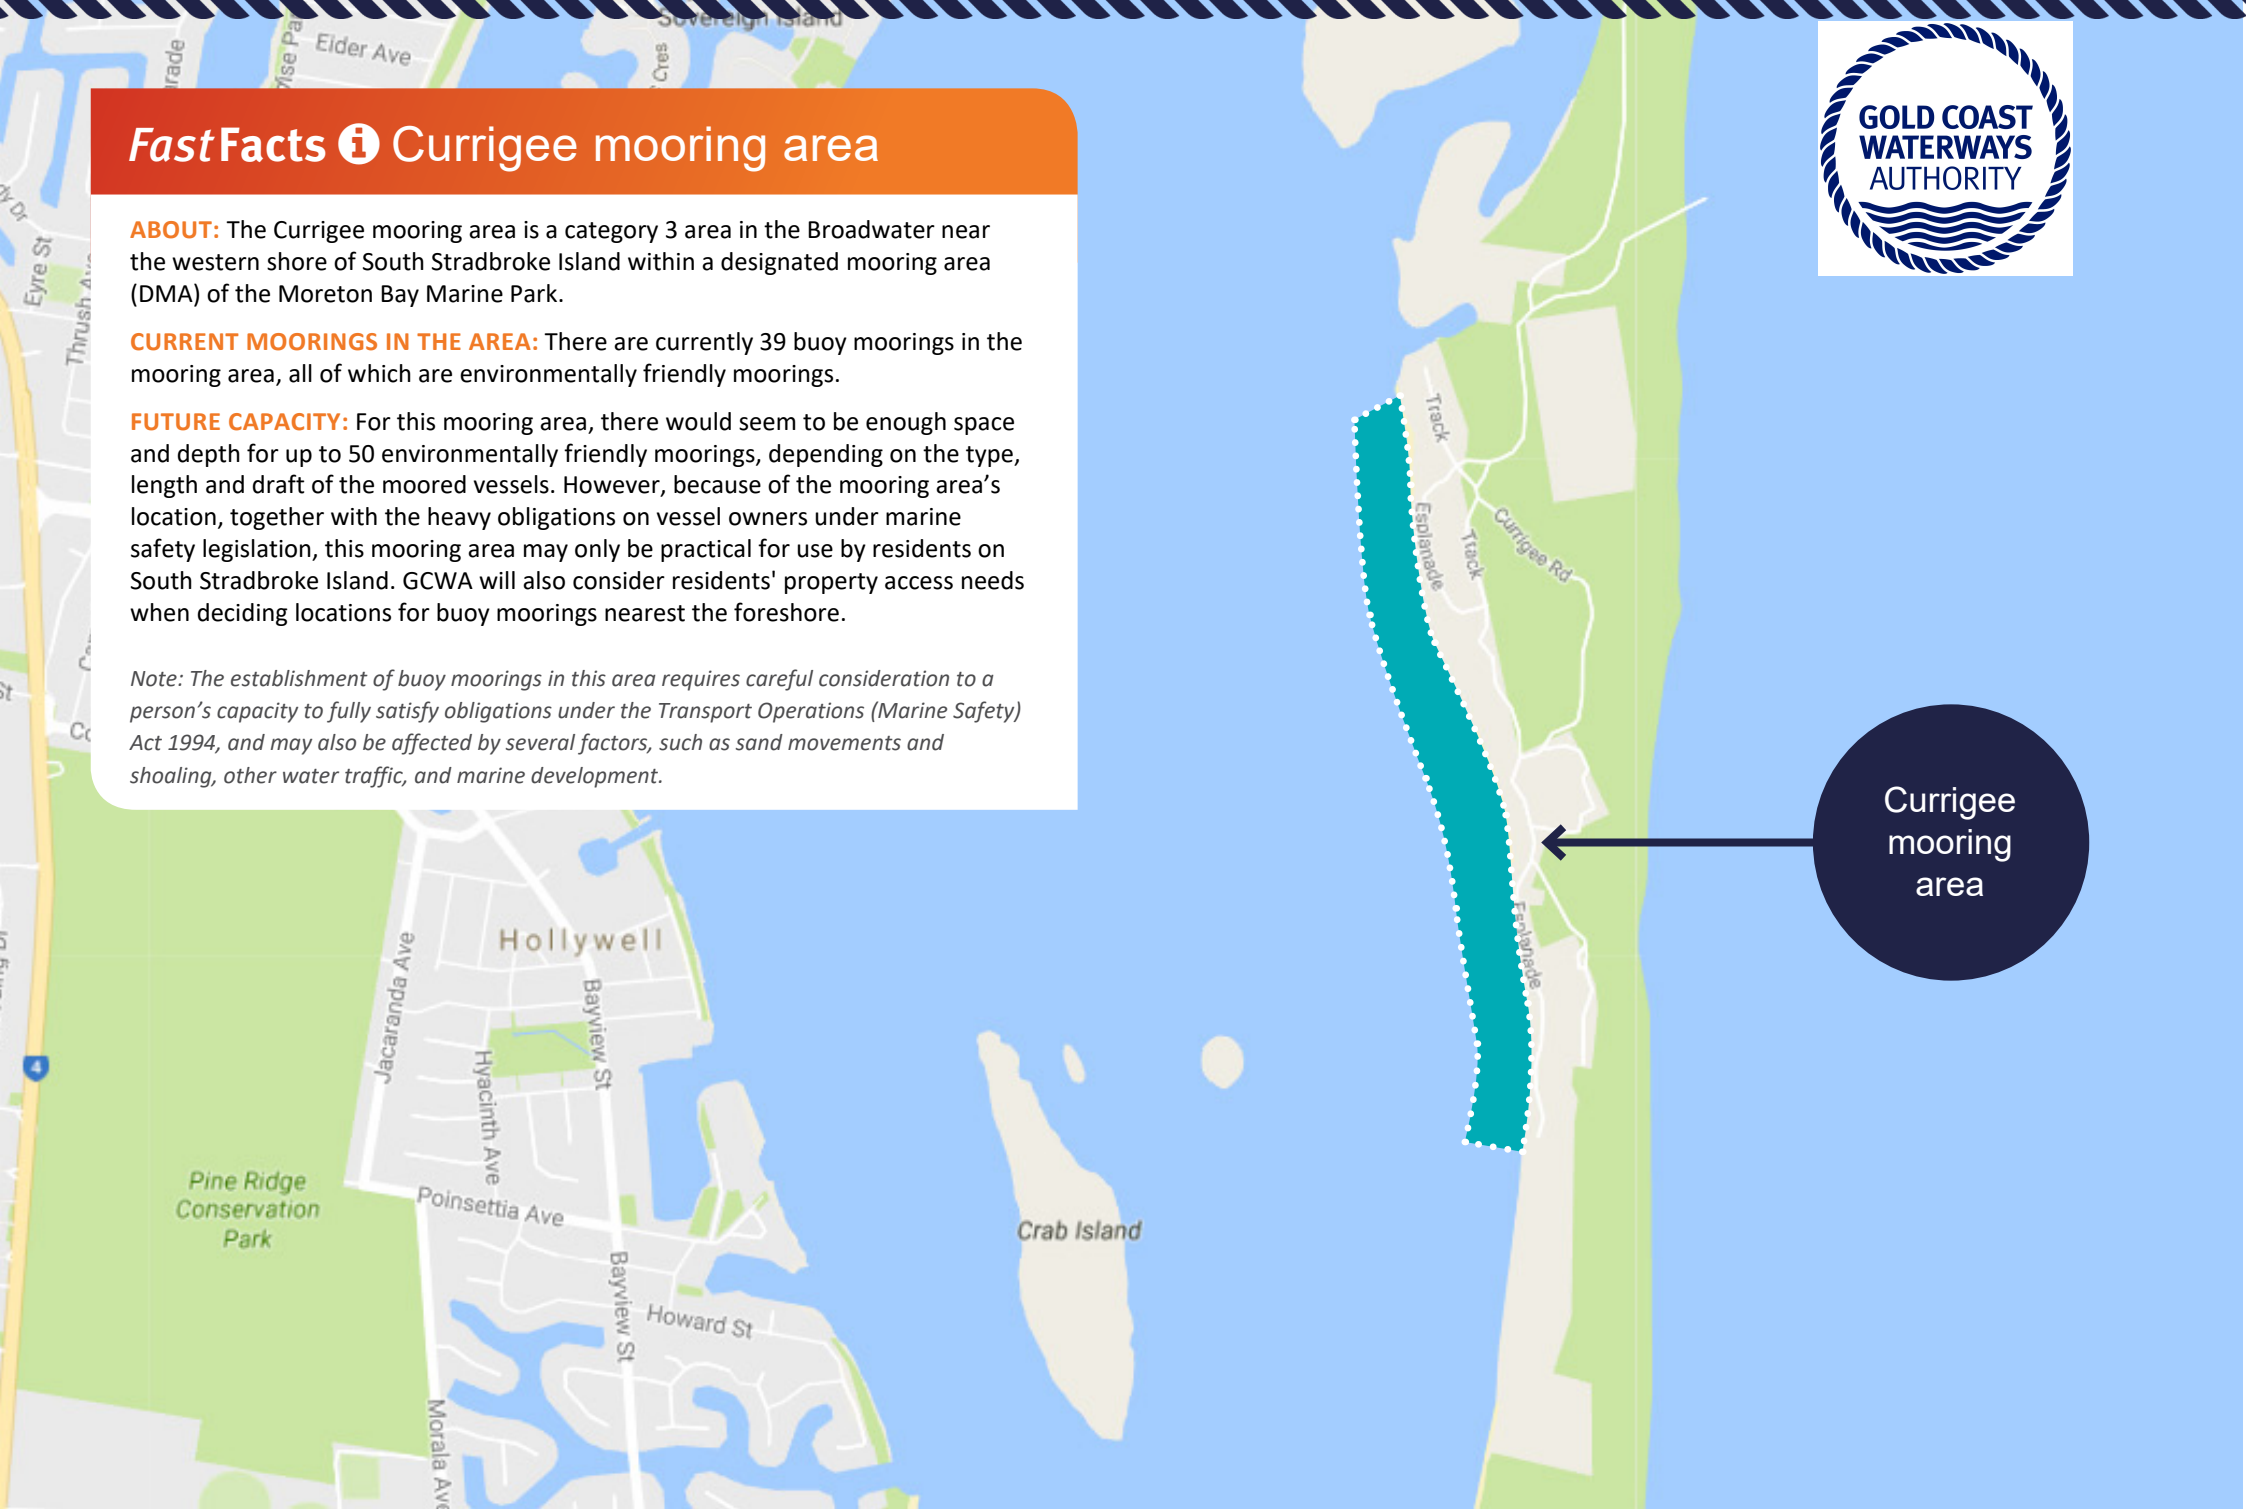 Sovereign Island
Elder Ave
Cres
FastFacts i Currigee mooring area
ABOUT: The Currigee mooring area is a category 3 area in the Broadwater near
the western shore of South Stradbroke Island within a designated mooring area
(DMA) of the Moreton Bay Marine Park.
CURRENT MOORINGS IN THE AREA: There are currently 39 buoy moorings in the
mooring area, all of which are environmentally friendly moorings.
FUTURE CAPACITY: For this mooring area, there would seem to be enough space
and depth for up to 50 environmentally friendly moorings, depending on the type,
length and draft of the moored vessels. However, because of the mooring area’s
location, together with the heavy obligations on vessel owners under marine
safety legislation, this mooring area may only be practical for use by residents on
South Stradbroke Island. GCWA will also consider residents' property access needs
when deciding locations for buoy moorings nearest the foreshore.
Note: The establishment of buoy moorings in this area requires careful consideration to a
person’s capacity to fully satisfy obligations under the Transport Operations (Marine Safety)
Act 1994, and may also be affected by several factors, such as sand movements and
shoaling, other water traffic, and marine development.
GOLD COAST
WATERWAYS
AUTHORITY
Eyre St
Track
Esplanade
Track
Currigee Rd
Currigee
mooring
area
Esplanade
Hollywell
Jacaranda Ave
Bayview St
Hyacinth Ave
4
Pine Ridge
Conservation
Park
Poinsettia Ave
Crab Island
Bayview St
Howard St
Morala Ave